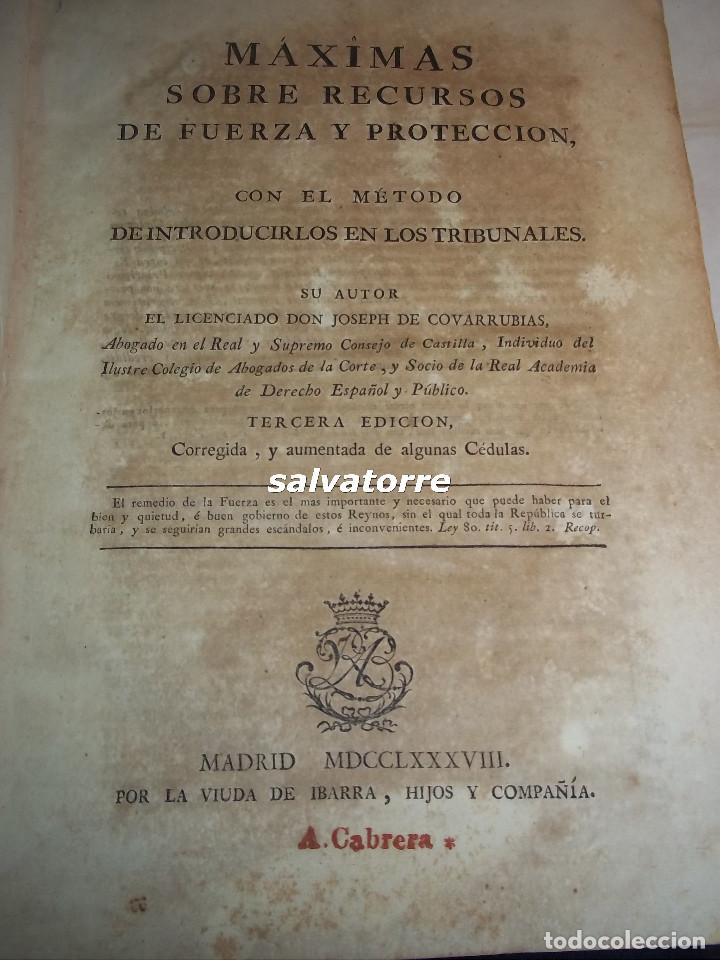 MÁXÎMAS
SOBRE RECURSOS
DE FUERZA Y PROTECCION,
CON EL MÉTODO
DE INTRODUCIRLOS EN LOS TRIBUNALES.
SU AUTOR
EL LICENCIADO DON JOSEPH DE COVARRUBIAS,
Abogado en el Real y Supremo Consejo de Castilla, Individuo del
Ilustre Colegio de Abogados de la Corte, y Socio de la Real Academia
de Derecho Español y Público.
TERCERA EDICION,
Corregida, y aumentada de algunas Cédulas.
salvatorre
El remedio de la Fuerza es el mas importante y necesario que puede haber para el
bien y quietud, é buen gobierno de estos Reynos, sin el qual toda la República se tur-
baria, y se seguirían grandes escándalos, é inconvenientes. Ley 80. tit. 5. lib. 2. Recop.
MADRID MDCCLXXXVIII.
POR LA VIUDA DE IBARRA, HIJOS Y COMPAÑÍA.
A. Cabrera *
todocoleccion